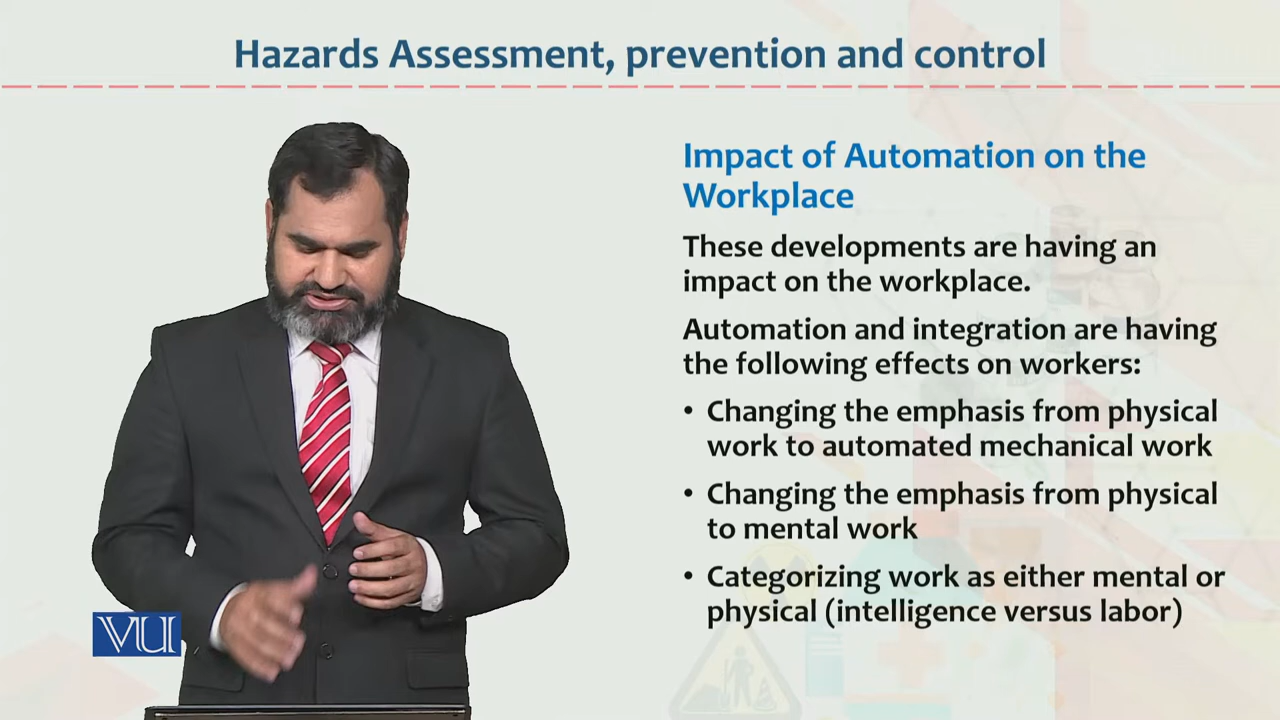 Hazards Assessment, prevention and control
Impact of Automation on the
Workplace
These developments are having an
impact on the workplace.
Automation and integration are having
the following effects on workers:
• Changing the emphasis from physical
work to automated mechanical work
• Changing the emphasis from physical
to mental work
• Categorizing work as either mental or
physical (intelligence versus labor)
VU